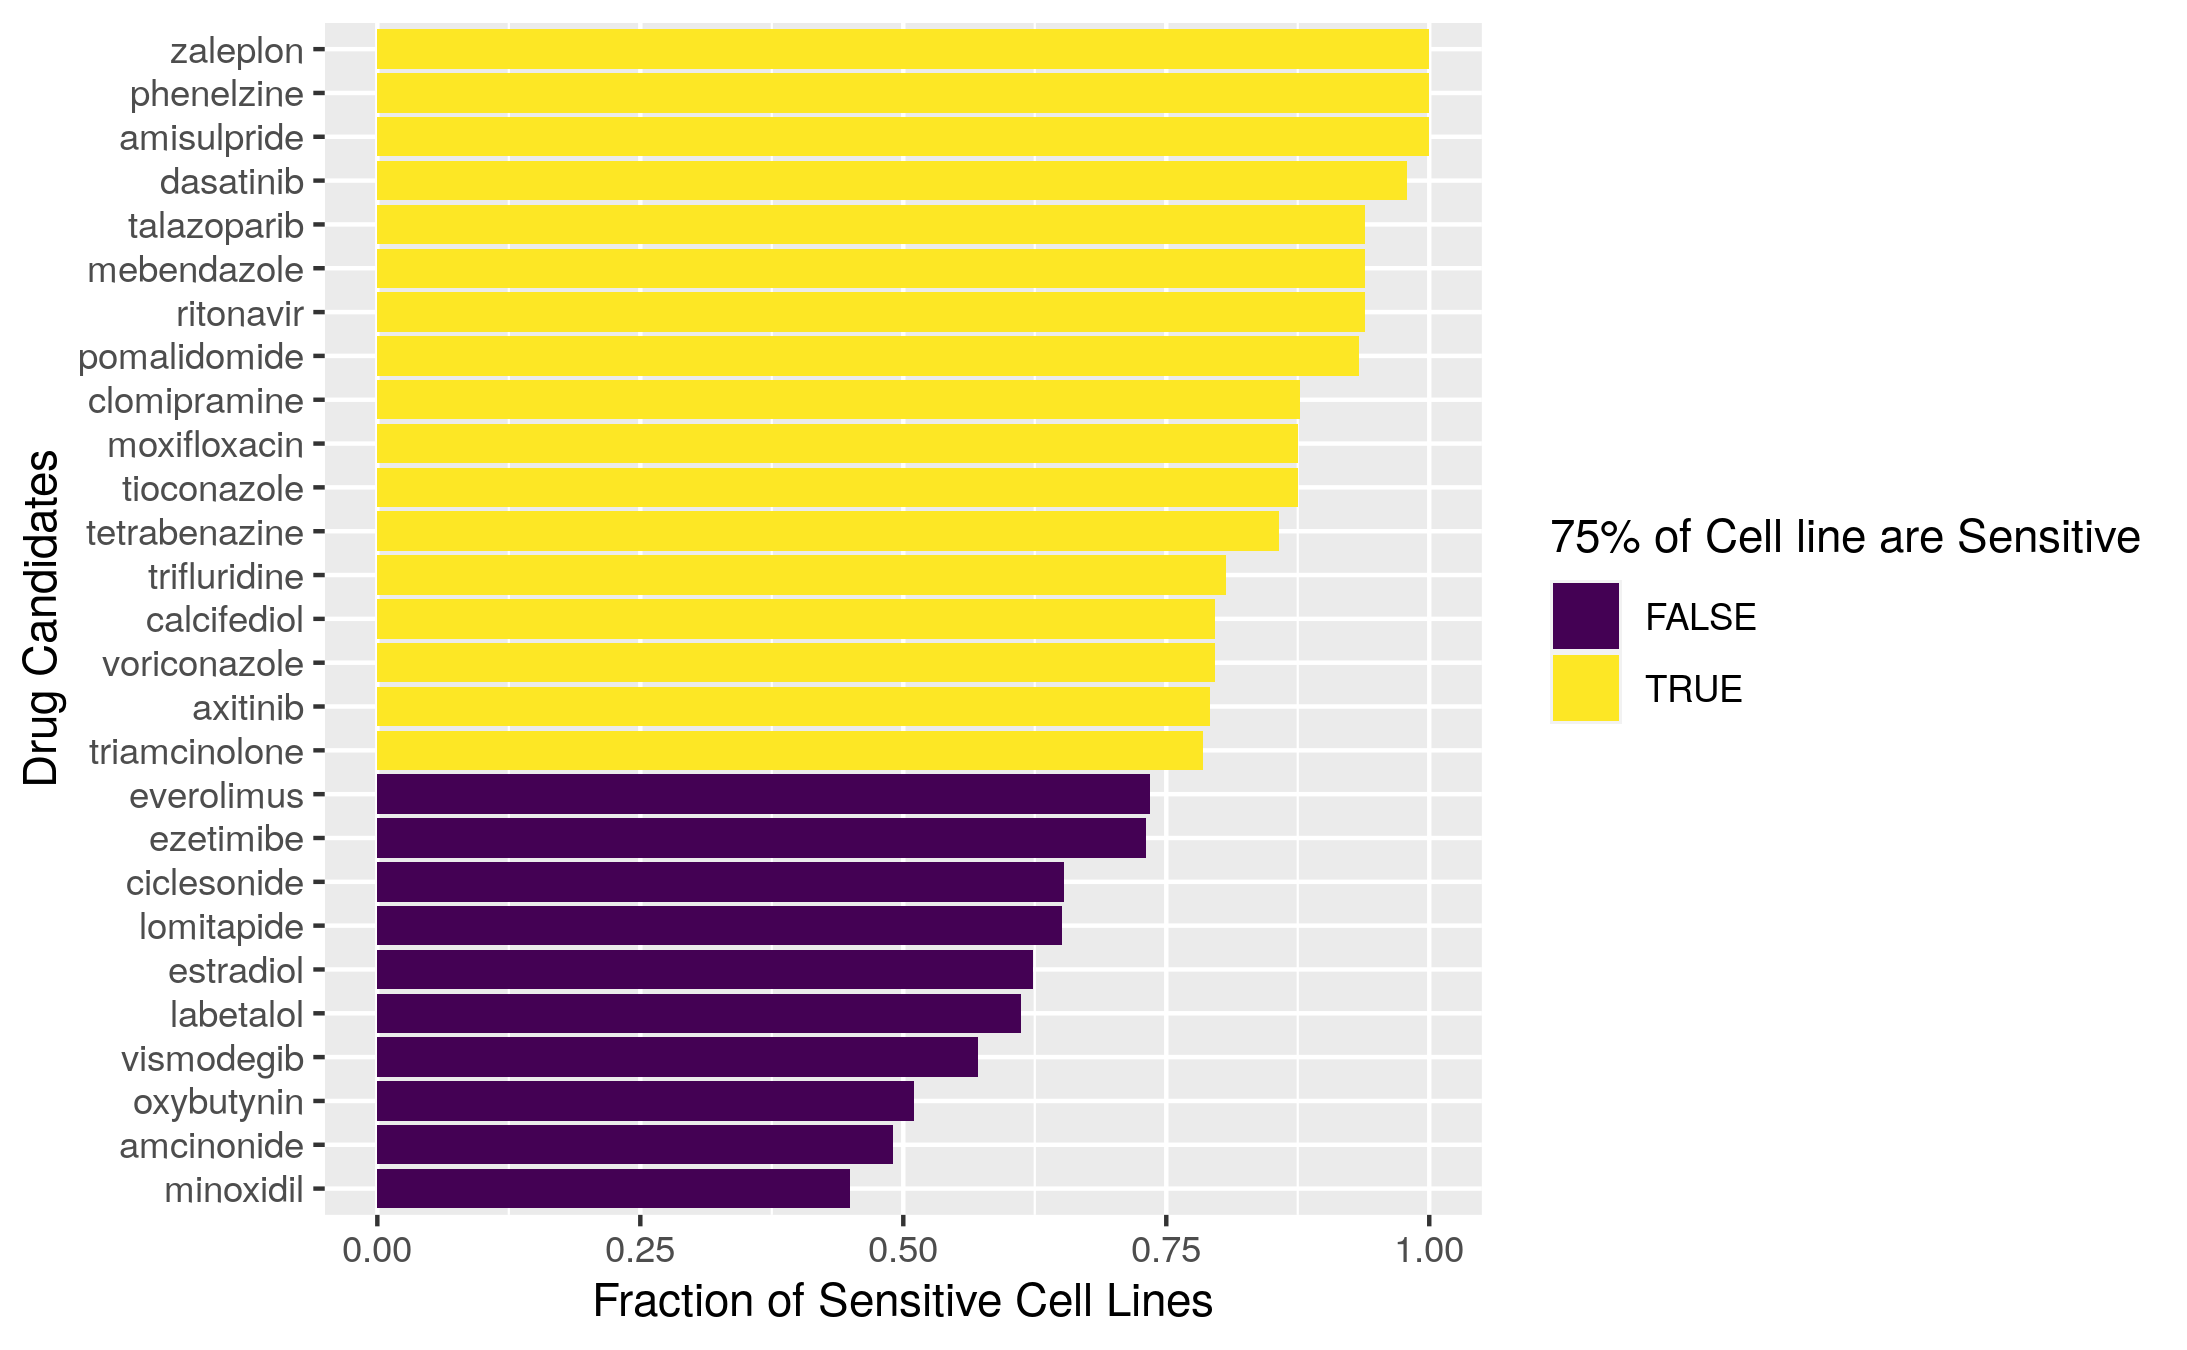 zaleplon
phenelzine
amisulpride
dasatinib
talazoparib
mebendazole
ritonavir
pomalidomide
clomipramine
moxifloxacin
tioconazole
tetrabenazine
trifluridine
calcifediol
voriconazole
axitinib
triamcinolone
everolimus
ezetimibe
ciclesonide
lomitapide
estradiol
labetalol
vismodegib
oxybutynin
amcinonide
minoxidil
Drug Candidates
0.00 0.25 0.50 0.75 1.00
Fraction of Sensitive Cell Lines
75% of Cell line are Sensitive
FALSE
TRUE